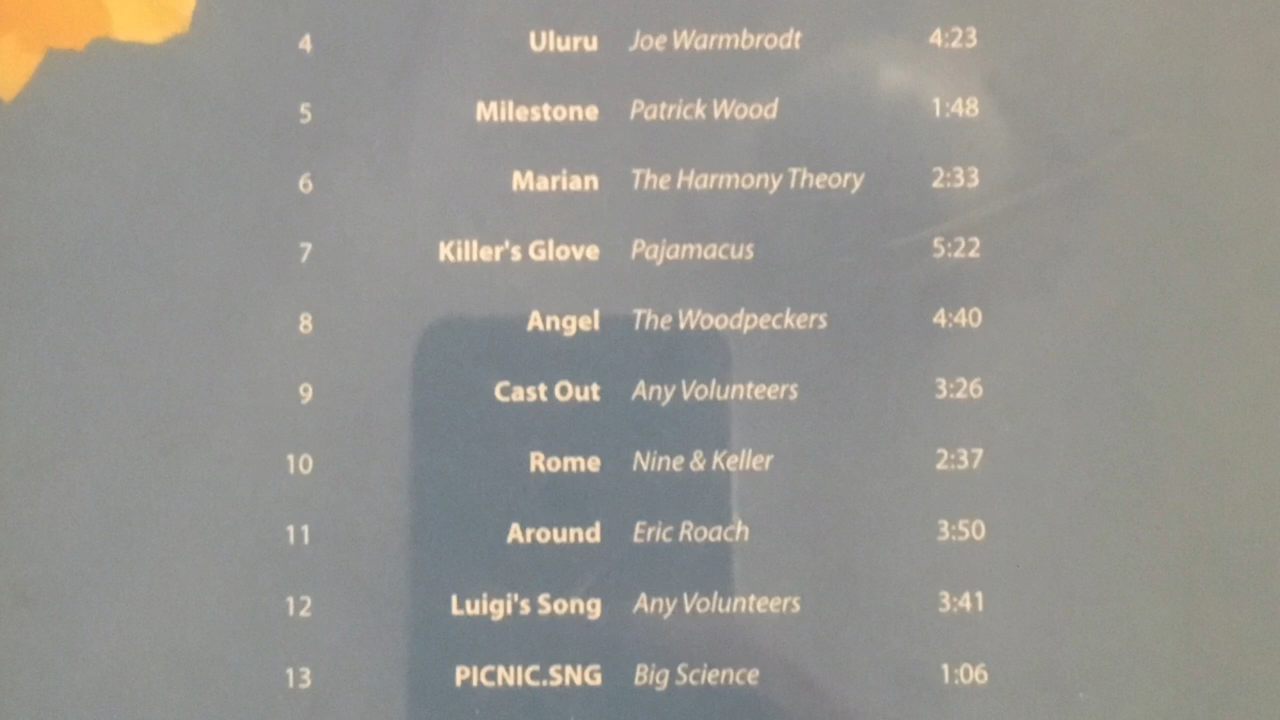 4 Uluru Joe Warmbrodt 4:23
5 Milestone Patrick Wood 1:48
6 Marian The Harmony Theory 2:33
7 Killer's Glove Pajamacus 5:22
8 Angel The Woodpeckers 4:40
9 Cast Out Any Volunteers 3:26
10 Rome Nine & Keller 2:37
11 Around Eric Roach 3:50
12 Luigi's Song Any Volunteers 3:41
13 PICNIC.SNG Big Science 1:06